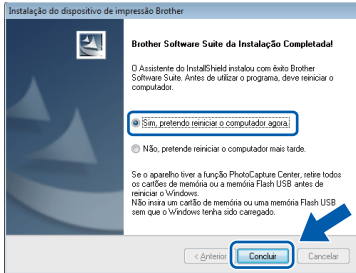 Instalação do dispositivo de impressão Brother
Brother Software Suite da Instalação Completada!
O Assistente do InstallShield instalou com êxito Brother
Software Suite. Antes de utilizar o programa, deve reiniciar o
computador.
Sim, pretendo reiniciar o computador agora.
Não, pretende reiniciar o computador mais tarde.
Se o aparelho tiver a função PhotoCapture Center, retire todos
os cartões de memória ou a memória Flash USB antes de
reiniciar o Windows.
Não insira um cartão de memória ou uma memória Flash USB
sem que o Windows tenha sido carregado.
< Anterior
Concluir
Cancelar